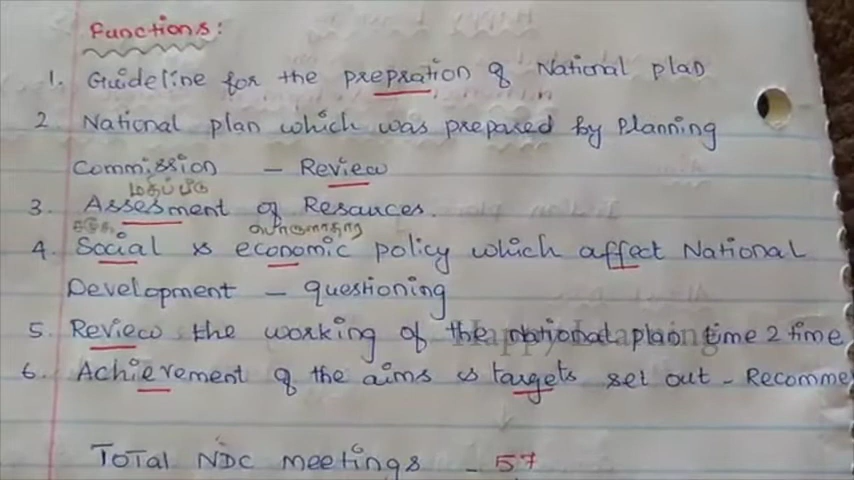 Functions:
1. Guideline for the prepration of National plan
2. National plan which was prepared by Planning
Commission - Review
மதிப்பீடு
3. Assesment of Resources.
சமூக பொருளாதார
4. Social & economic policy which affect National
Development - questioning
5. Review the working of the national plan time 2 time
6. Achievement of the aims & targets set out - Recomme
Total NDC meetings - 57